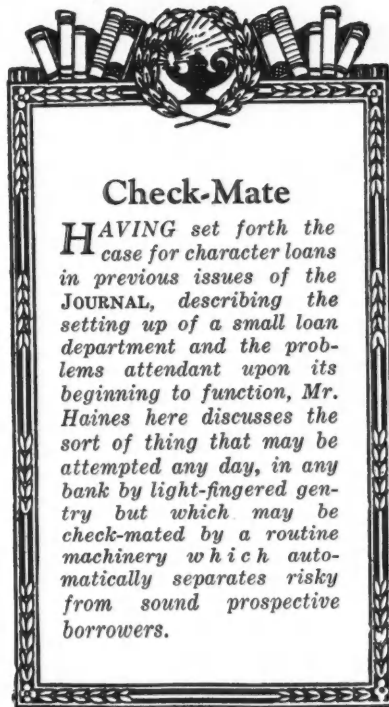 Check-Mate
HAVING set forth the
case for character loans
in previous issues of the
JOURNAL, describing the
setting up of a small loan
department and the prob-
lems attendant upon its
beginning to function, Mr.
Haines here discusses the
sort of thing that may be
attempted any day, in any
bank by light-fingered gen-
try but which may be
check-mated by a routine
machinery which auto-
matically separates risky
from sound prospective
borrowers.